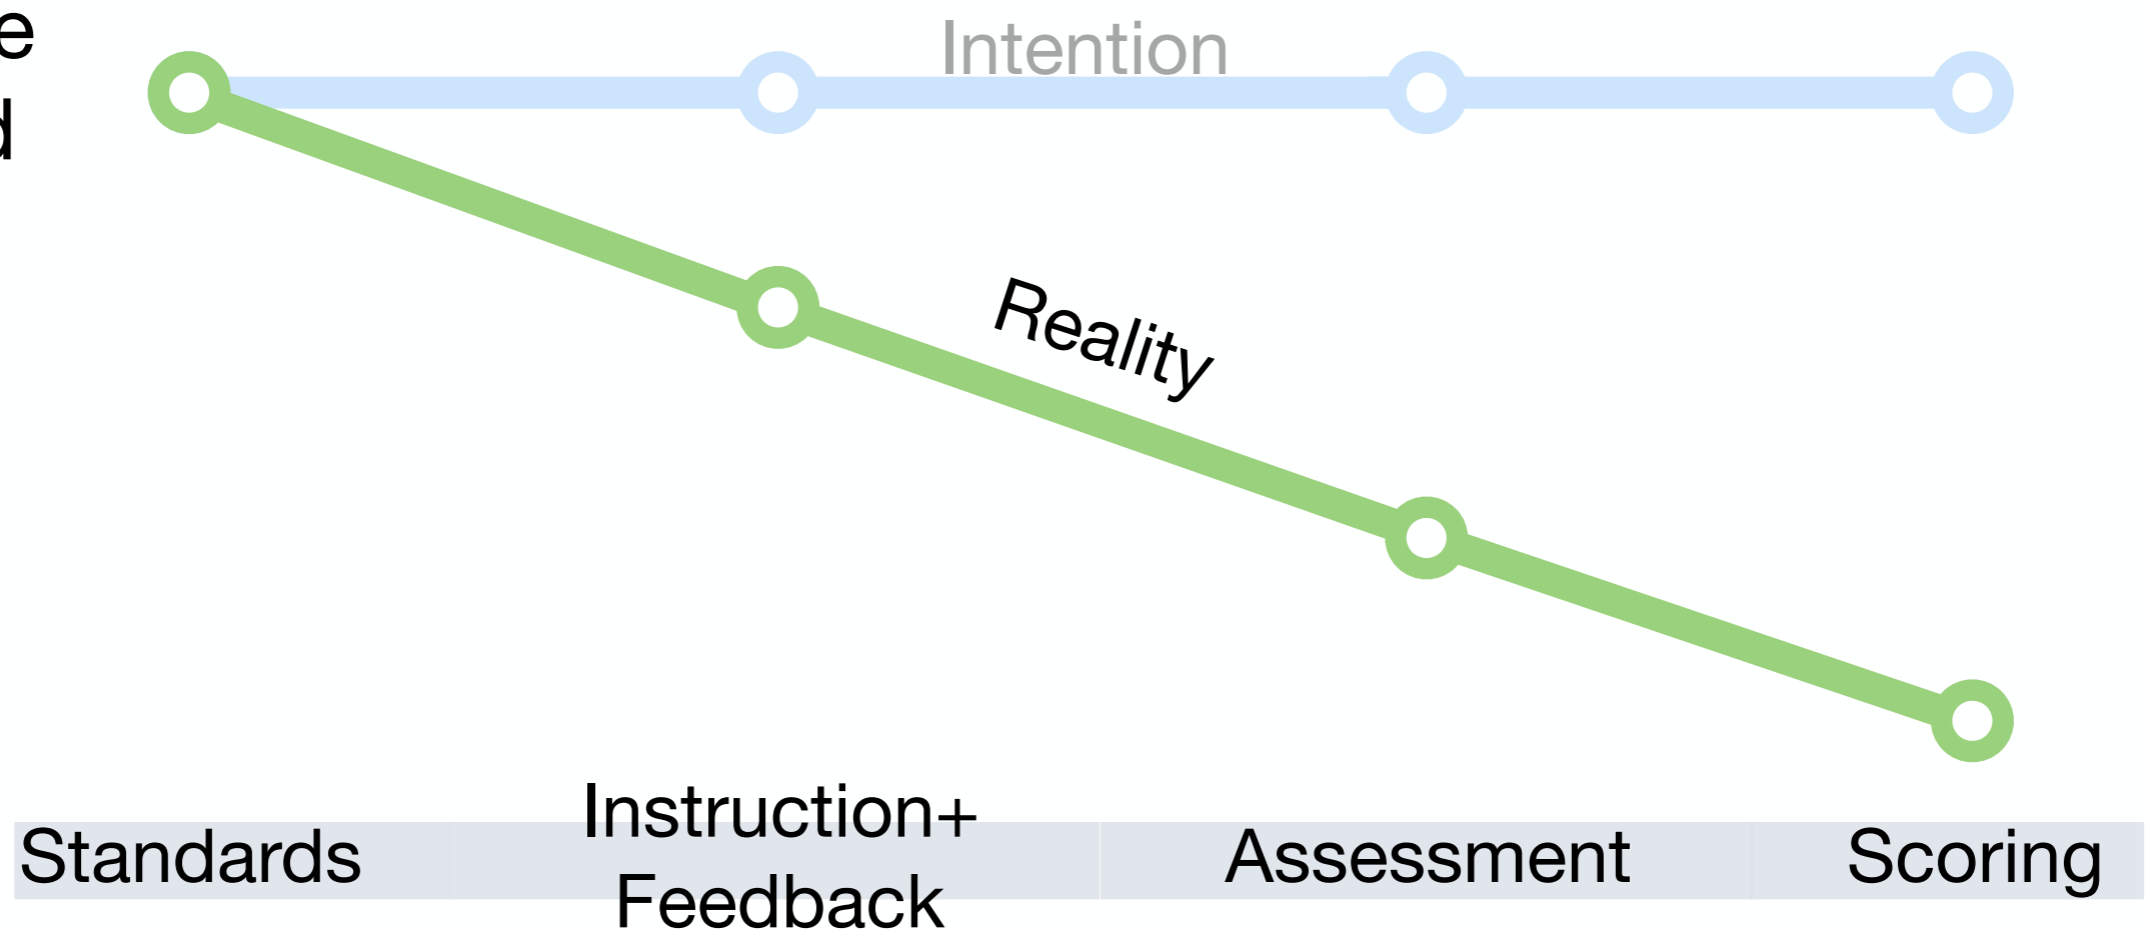 e
d
Intention
Reality
Standards
Instruction+
Feedback
Assessment
Scoring